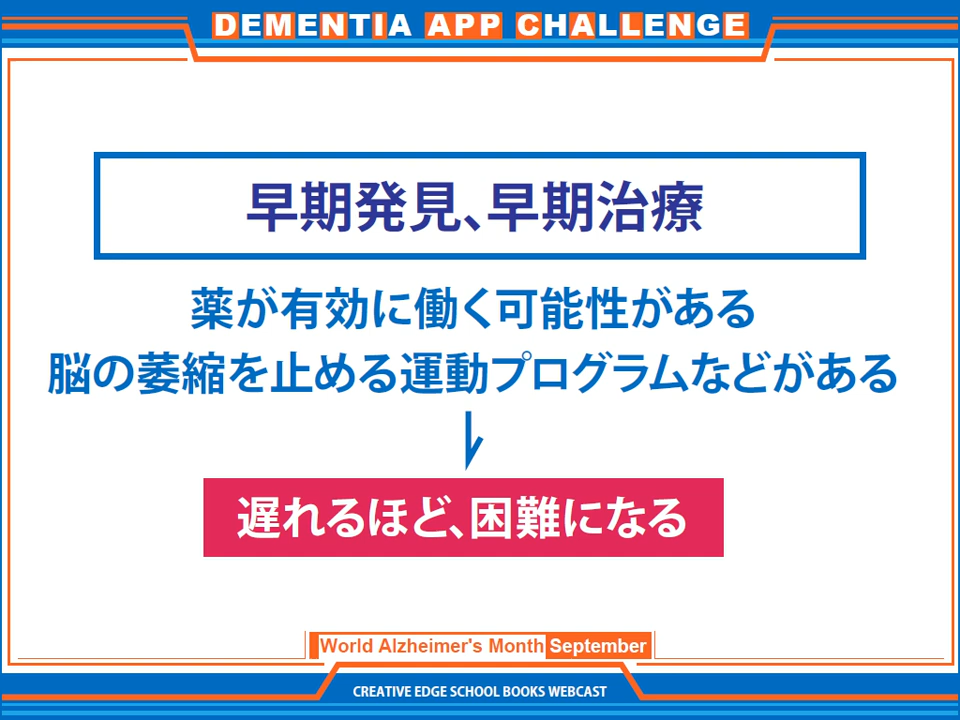 DEMENTIA APP CHALLENGE
早期発見、早期治療
薬が有効に働く可能性がある
脳の萎縮を止める運動プログラムなどがある
遅れるほど、困難になる
World Alzheimer's Month September
CREATIVE EDGE SCHOOL BOOKS WEBCAST